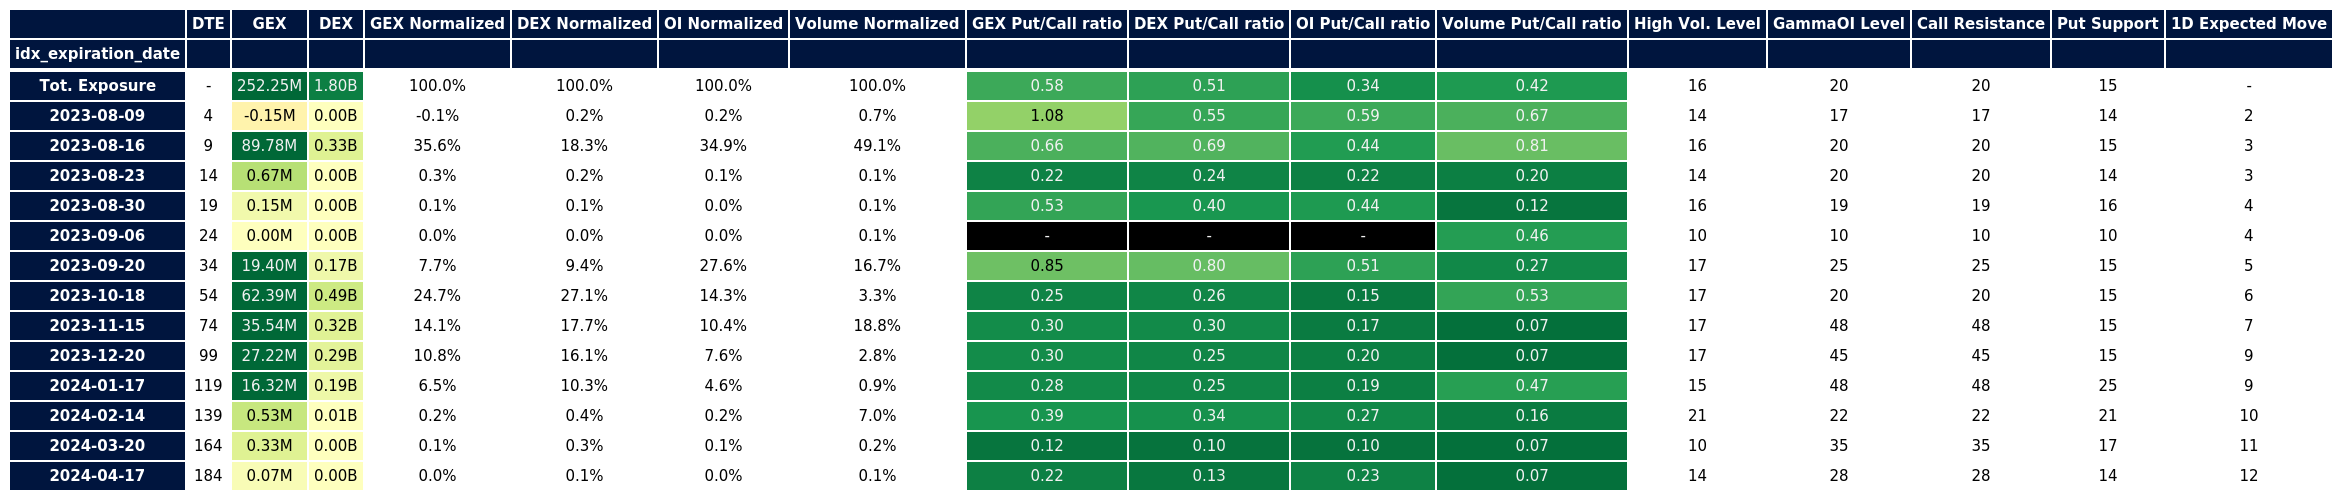 DTE GEX DEX GEX Normalized DEX Normalized OI Normalized Volume Normalized GEX Put/Call ratio DEX Put/Call ratio OI Put/Call ratio Volume Put/Call ratio High Vol. Level GammaOI Level Call Resistance Put Support 1D Expected Move
idx_expiration_date
Tot. Exposure - 252.25M 1.80B 100.0% 100.0% 100.0% 100.0% 0.58 0.51 0.34 0.42 16 20 20 15 -
2023-08-09 4 -0.15M 0.00B -0.1% 0.2% 0.2% 0.7% 1.08 0.55 0.59 0.67 14 17 17 14 2
2023-08-16 9 89.78M 0.33B 35.6% 18.3% 34.9% 49.1% 0.66 0.69 0.44 0.81 16 20 20 15 3
2023-08-23 14 0.67M 0.00B 0.3% 0.2% 0.1% 0.1% 0.22 0.24 0.22 0.20 14 20 20 14 3
2023-08-30 19 0.15M 0.00B 0.1% 0.1% 0.0% 0.1% 0.53 0.40 0.44 0.12 16 19 19 16 4
2023-09-06 24 0.00M 0.00B 0.0% 0.0% 0.0% 0.1% - - - 0.46 10 10 10 10 4
2023-09-20 34 19.40M 0.17B 7.7% 9.4% 27.6% 16.7% 0.85 0.80 0.51 0.27 17 25 25 15 5
2023-10-18 54 62.39M 0.49B 24.7% 27.1% 14.3% 3.3% 0.25 0.26 0.15 0.53 17 20 20 15 6
2023-11-15 74 35.54M 0.32B 14.1% 17.7% 10.4% 18.8% 0.30 0.30 0.17 0.07 17 48 48 15 7
2023-12-20 99 27.22M 0.29B 10.8% 16.1% 7.6% 2.8% 0.30 0.25 0.20 0.07 17 45 45 15 9
2024-01-17 119 16.32M 0.19B 6.5% 10.3% 4.6% 0.9% 0.28 0.25 0.19 0.47 15 48 48 25 9
2024-02-14 139 0.53M 0.01B 0.2% 0.4% 0.2% 7.0% 0.39 0.34 0.27 0.16 21 22 22 21 10
2024-03-20 164 0.33M 0.00B 0.1% 0.3% 0.1% 0.2% 0.12 0.10 0.10 0.07 10 35 35 17 11
2024-04-17 184 0.07M 0.00B 0.0% 0.1% 0.0% 0.1% 0.22 0.13 0.23 0.07 14 28 28 14 12